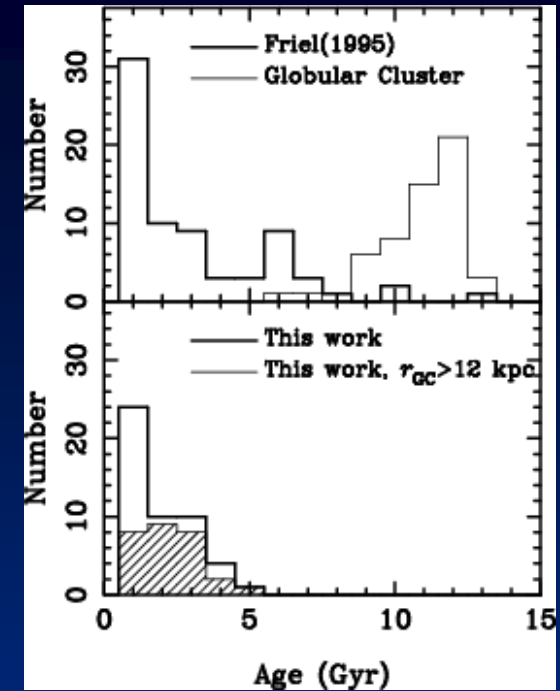 Friel(1995)
Globular Cluster
Number
30
20
10
0
This work
This work, r_GC>12 kpc
Number
30
20
10
0
0 5 10 15
Age (Gyr)